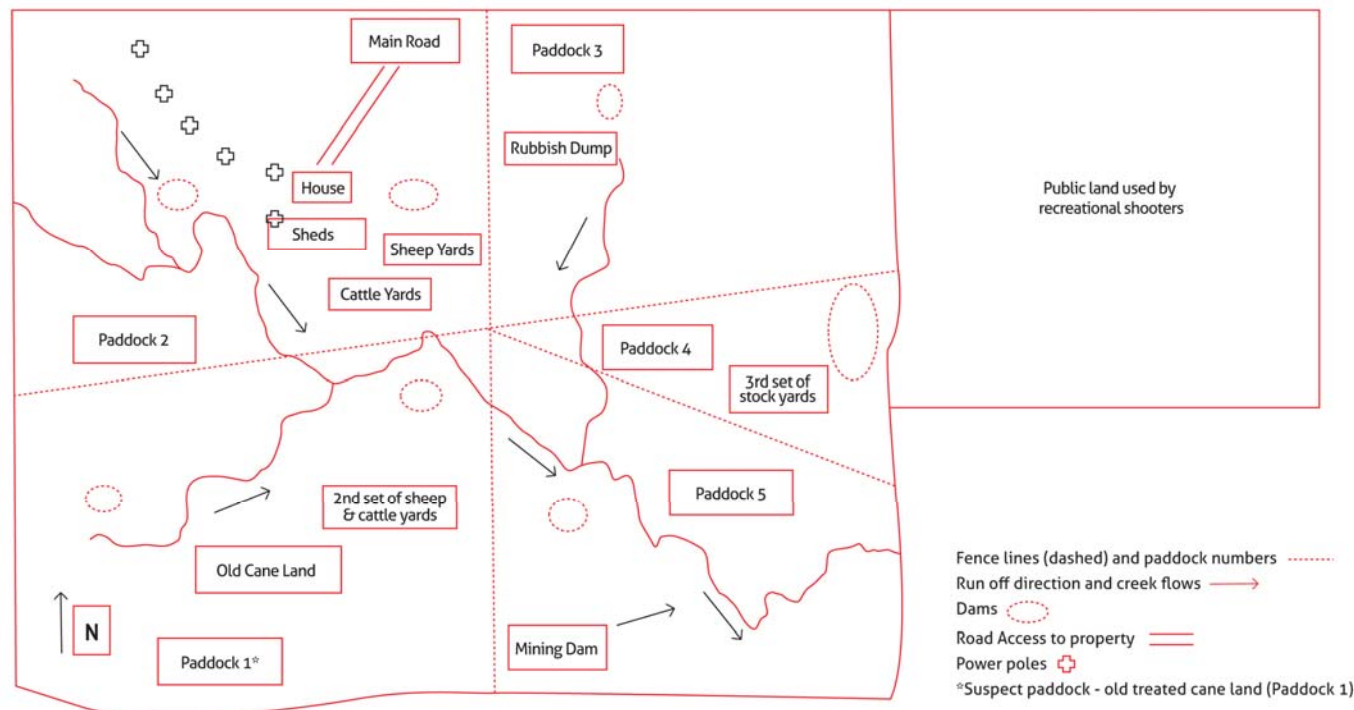 Main Road
Paddock 3
Rubbish Dump
House
Sheds
Sheep Yards
Cattle Yards
Public land used by
recreational shooters
Paddock 2
Paddock 4
3rd set of
stock yards
2nd set of sheep
& cattle yards
Paddock 5
Old Cane Land
N
Paddock 1*
Mining Dam
Fence lines (dashed) and paddock numbers
Run off direction and creek flows
Dams
Road Access to property
Power poles
*Suspect paddock - old treated cane land (Paddock 1)